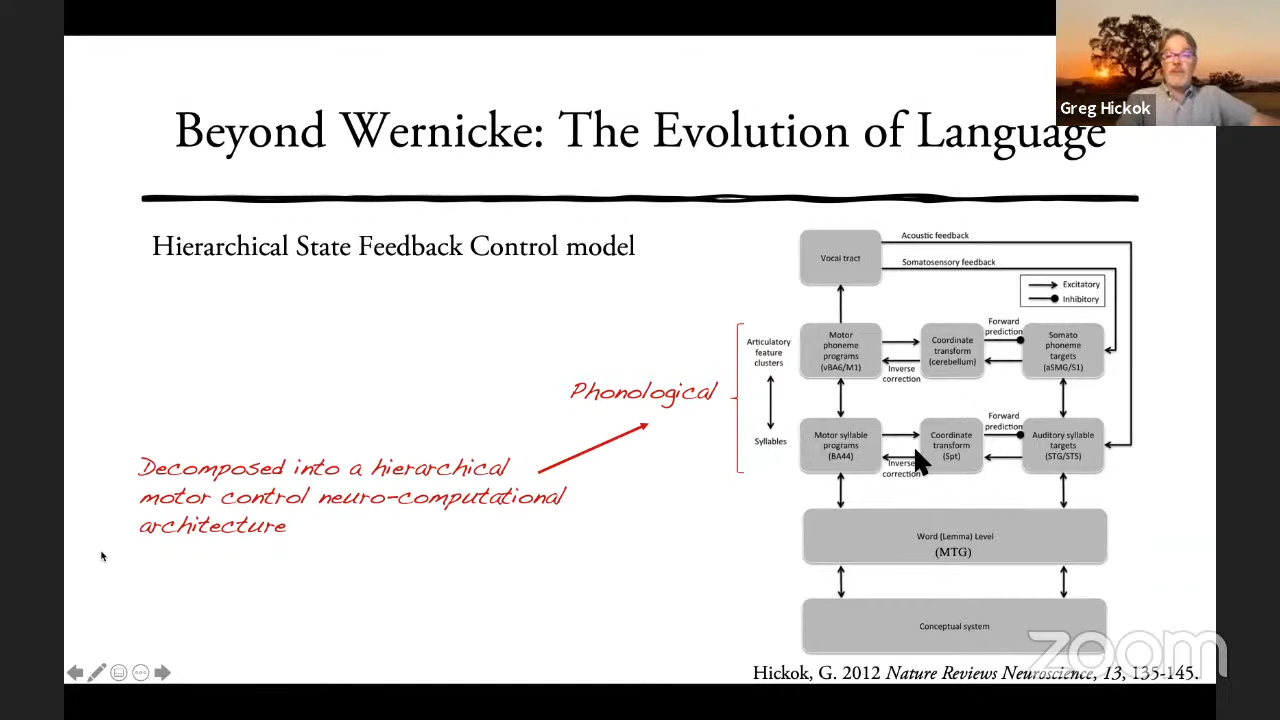 Greg Hickok
Beyond Wernicke: The Evolution of Language
Hierarchical State Feedback Control model
Acoustic feedback
Vocal tract
Somatosensory feedback
Excitatory
Inhibitory
Articulatory
feature
clusters
Motor
phoneme
programs
(vBA6/M1)
Coordinate
transform
(cerebellum)
Forward
prediction
Somato
phoneme
targets
(aSMG/S1)
Inverse
correction
Phonological
Syllables
Motor syllable
programs
(BA44)
Coordinate
transform
(Spt)
Forward
prediction
Auditory syllable
targets
(STG/STS)
Inverse
correction
Decomposed into a hierarchical
motor control neuro-computational
architecture
Word (Lemma) Level
(MTG)
Conceptual system
zoom
Hickok, G. 2012 Nature Reviews Neuroscience, 13, 135-145.